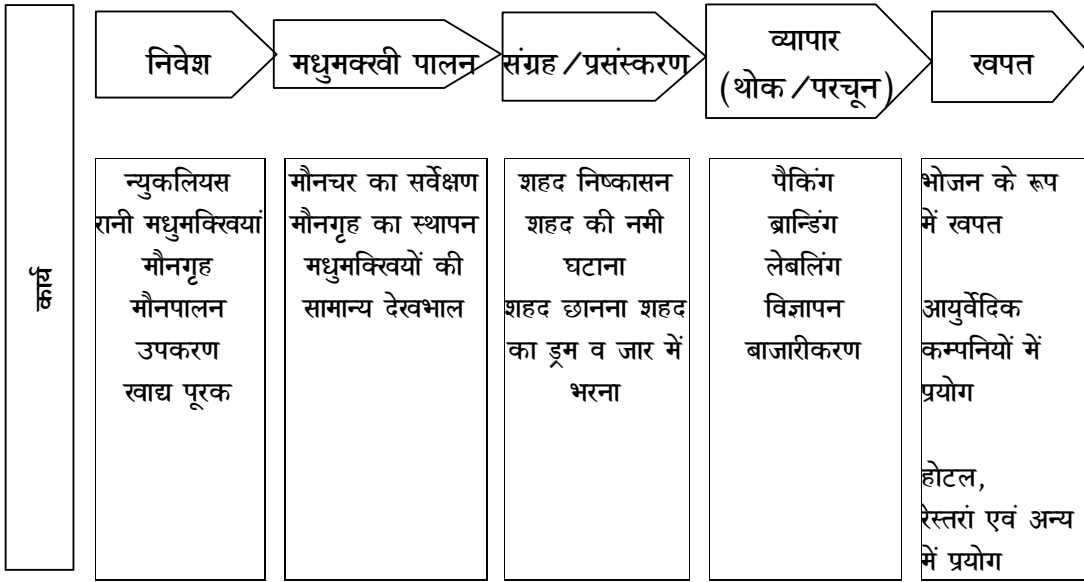 निवेश
मधुमक्खी पालन
संग्रह/प्रसंस्करण
व्यापार
(थोक/परचून)
खपत
कार्य
न्युकलियस
रानी मधुमक्खियां
मौनगृह
मौनपालन
उपकरण
खाद्य पूरक
मौनचर का सर्वेक्षण
मौनगृह का स्थापन
मधुमक्खियों की
सामान्य देखभाल
शहद निष्कासन
शहद की नमी
घटाना
शहद छानना शहद
का ड्रम व जार में
भरना
पैकिंग
ब्रान्डिंग
लेबलिंग
विज्ञापन
बाजारीकरण
भोजन के रूप
में खपत
आयुर्वेदिक
कम्पनियों में
प्रयोग
होटल,
रेस्तरां एवं अन्य
में प्रयोग